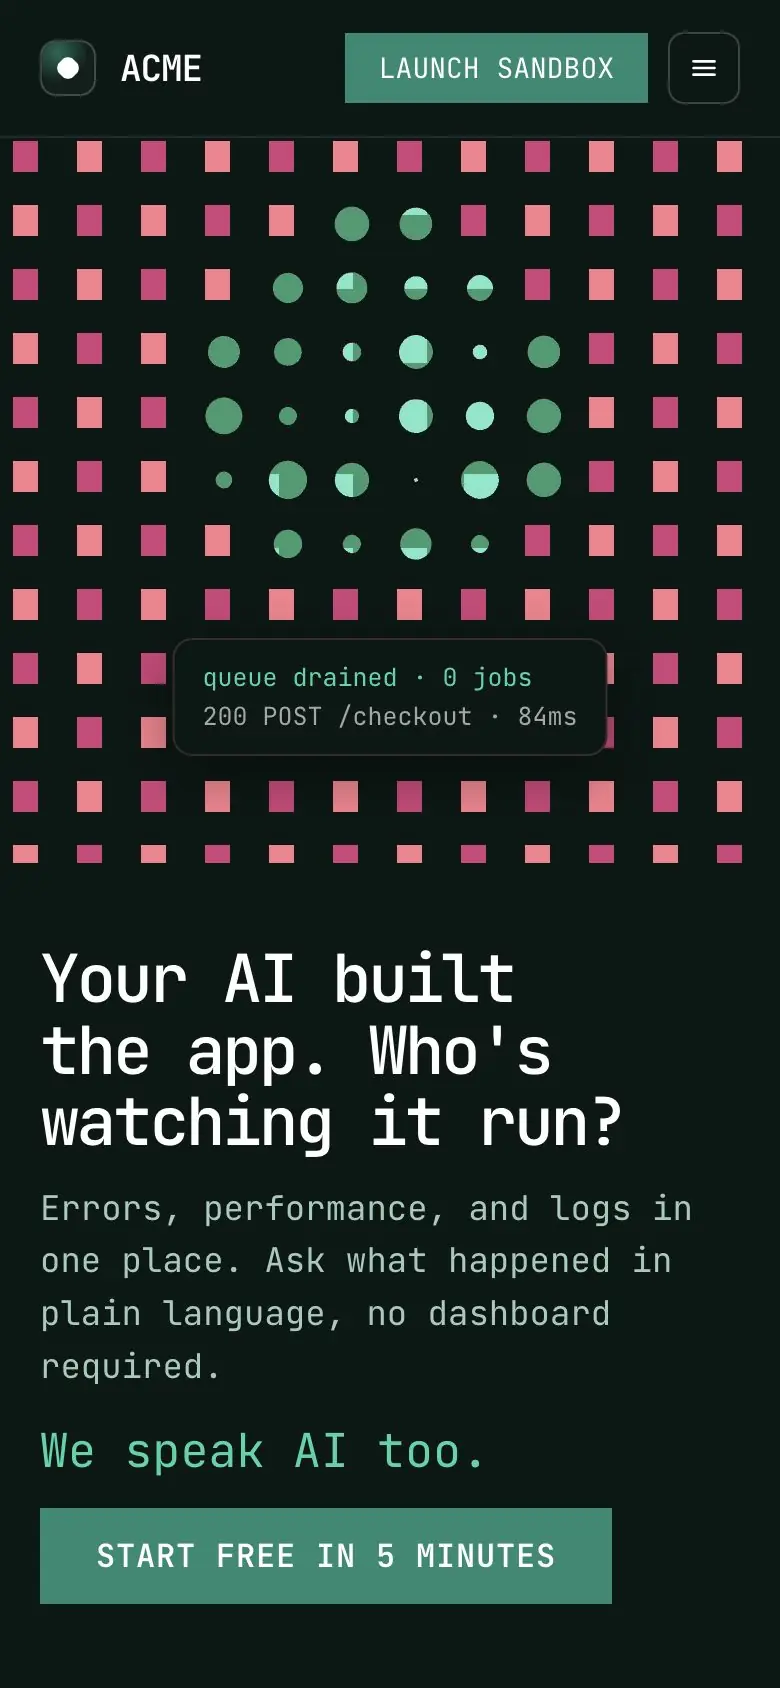 ACME
LAUNCH SANDBOX
queue drained · 0 jobs
200 POST /checkout · 84ms
Your AI built
the app. Who's
watching it run?
Errors, performance, and logs in
one place. Ask what happened in
plain language, no dashboard
required.
We speak AI too.
START FREE IN 5 MINUTES